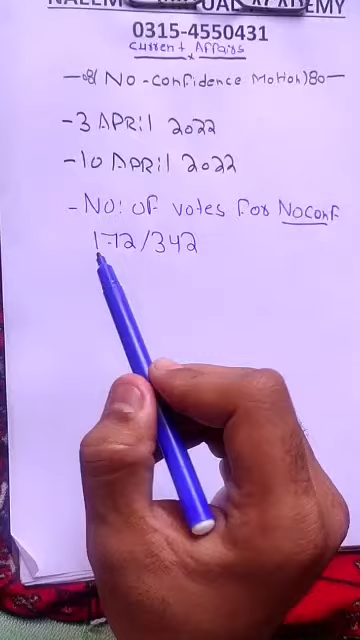 0315-4550431
Current Affairs
(No-Confidence Motion)
- 3 APRil 2022
- 10 APRil 2022
- No: of votes for Noconf
172/342